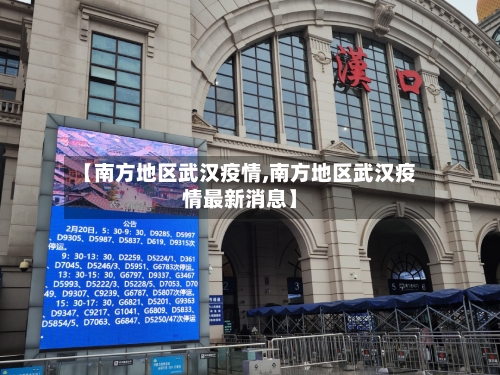 漢口
【南方地区武汉疫情,南方地区武汉疫
情最新消息】
公告
2月20日，5：30-9：30，D9285、D5997
、D9305、D5987、D5837、D619、D9315次
停运。
9：30-13：30，D2259、D5224/1、D361
、D7045、D5246/3、D5951、G6783次停运。
13：30-15：30，G6797、D9337、G3467
、D5993、D5222/3、D5228/5、D7053、D70
49、D9307、C9239、G6787、D5807次停运。
15：30-17：30，G6821、D5201、G9363
、D9347、C9217、G1041、G6809、D5833、
D5854/5、D7063、G6847、D5250/47次停运